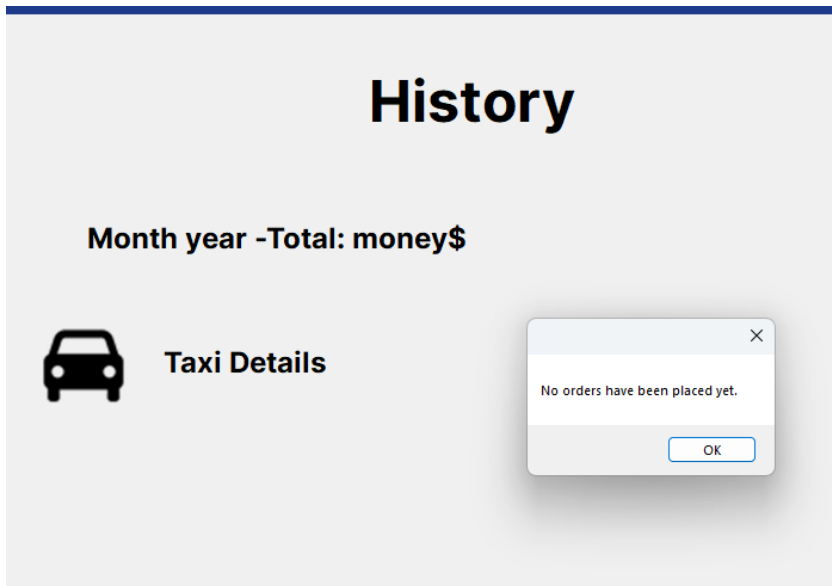 History
Month year -Total: money$
Taxi Details
No orders have been placed yet.
OK